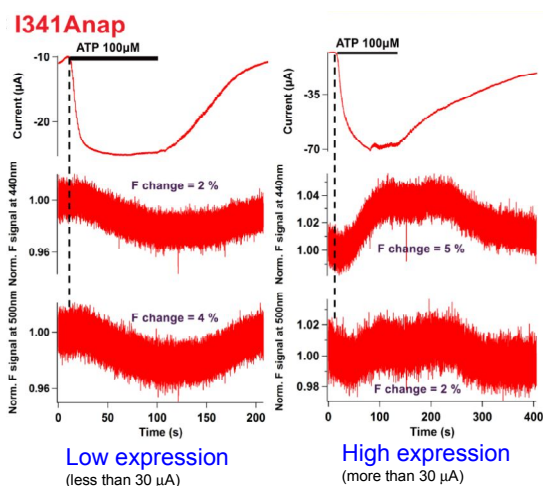 I341Anap
ATP 100µM
Current (µA)
-10
-20
Norm. F signal at 440nm
1.00
0.96
F change = 2 %
Norm. F signal at 500nm
1.00
0.96
F change = 4 %
0
50
100
150
200
Time (s)
Low expression
(less than 30 µA)
ATP 100µM
Current (µA)
-35
-70
Norm. F signal at 440nm
1.04
1.02
1.00
F change = 5 %
Norm. F signal at 500nm
1.02
1.00
0.98
F change = 2 %
0
100
200
300
400
Time (s)
High expression
(more than 30 µA)